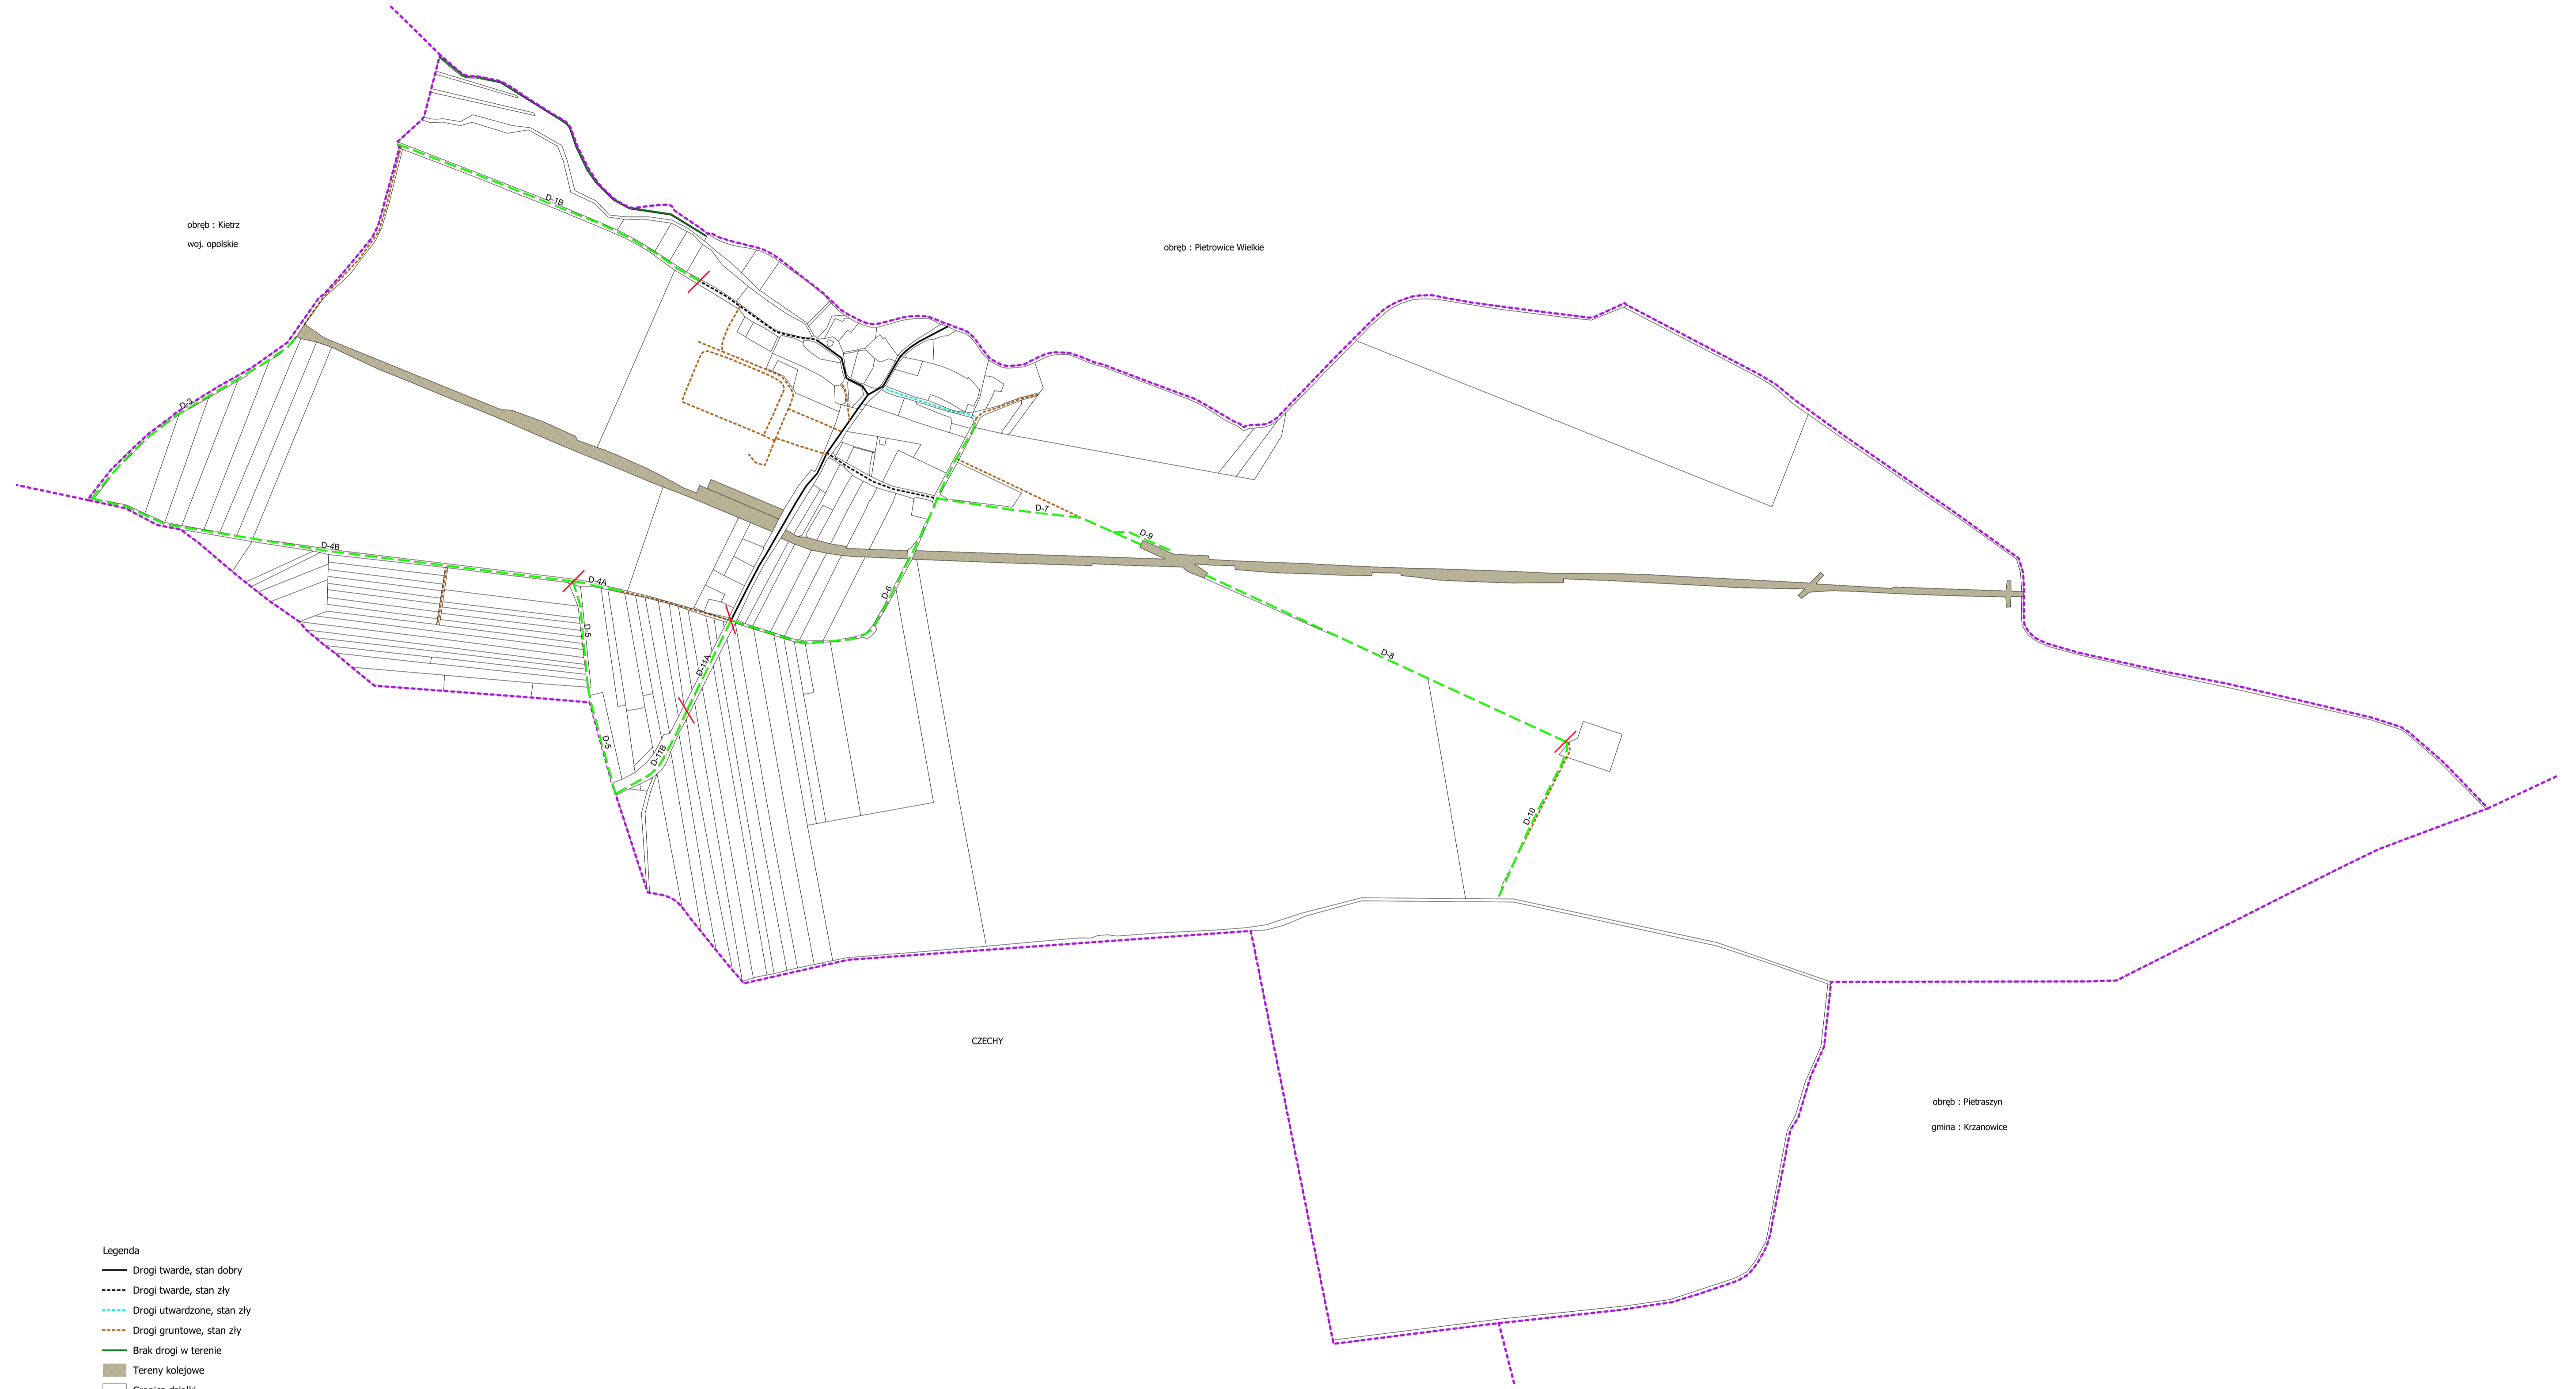 D-1B
obręb : Kietrz
woj. opolskie
obręb : Pietrowice Wielkie
D-3
D-7
D-9
D-4B
D-4A
D-6
D-5
D-8
D-11A
D-5
D-11B
D-10
CZECHY
obręb : Pietraszyn
gmina : Krzanowice
Legenda
Drogi twarde, stan dobry
Drogi twarde, stan zły
Drogi utwardzone, stan zły
Drogi gruntowe, stan zły
Brak drogi w terenie
Tereny kolejowe